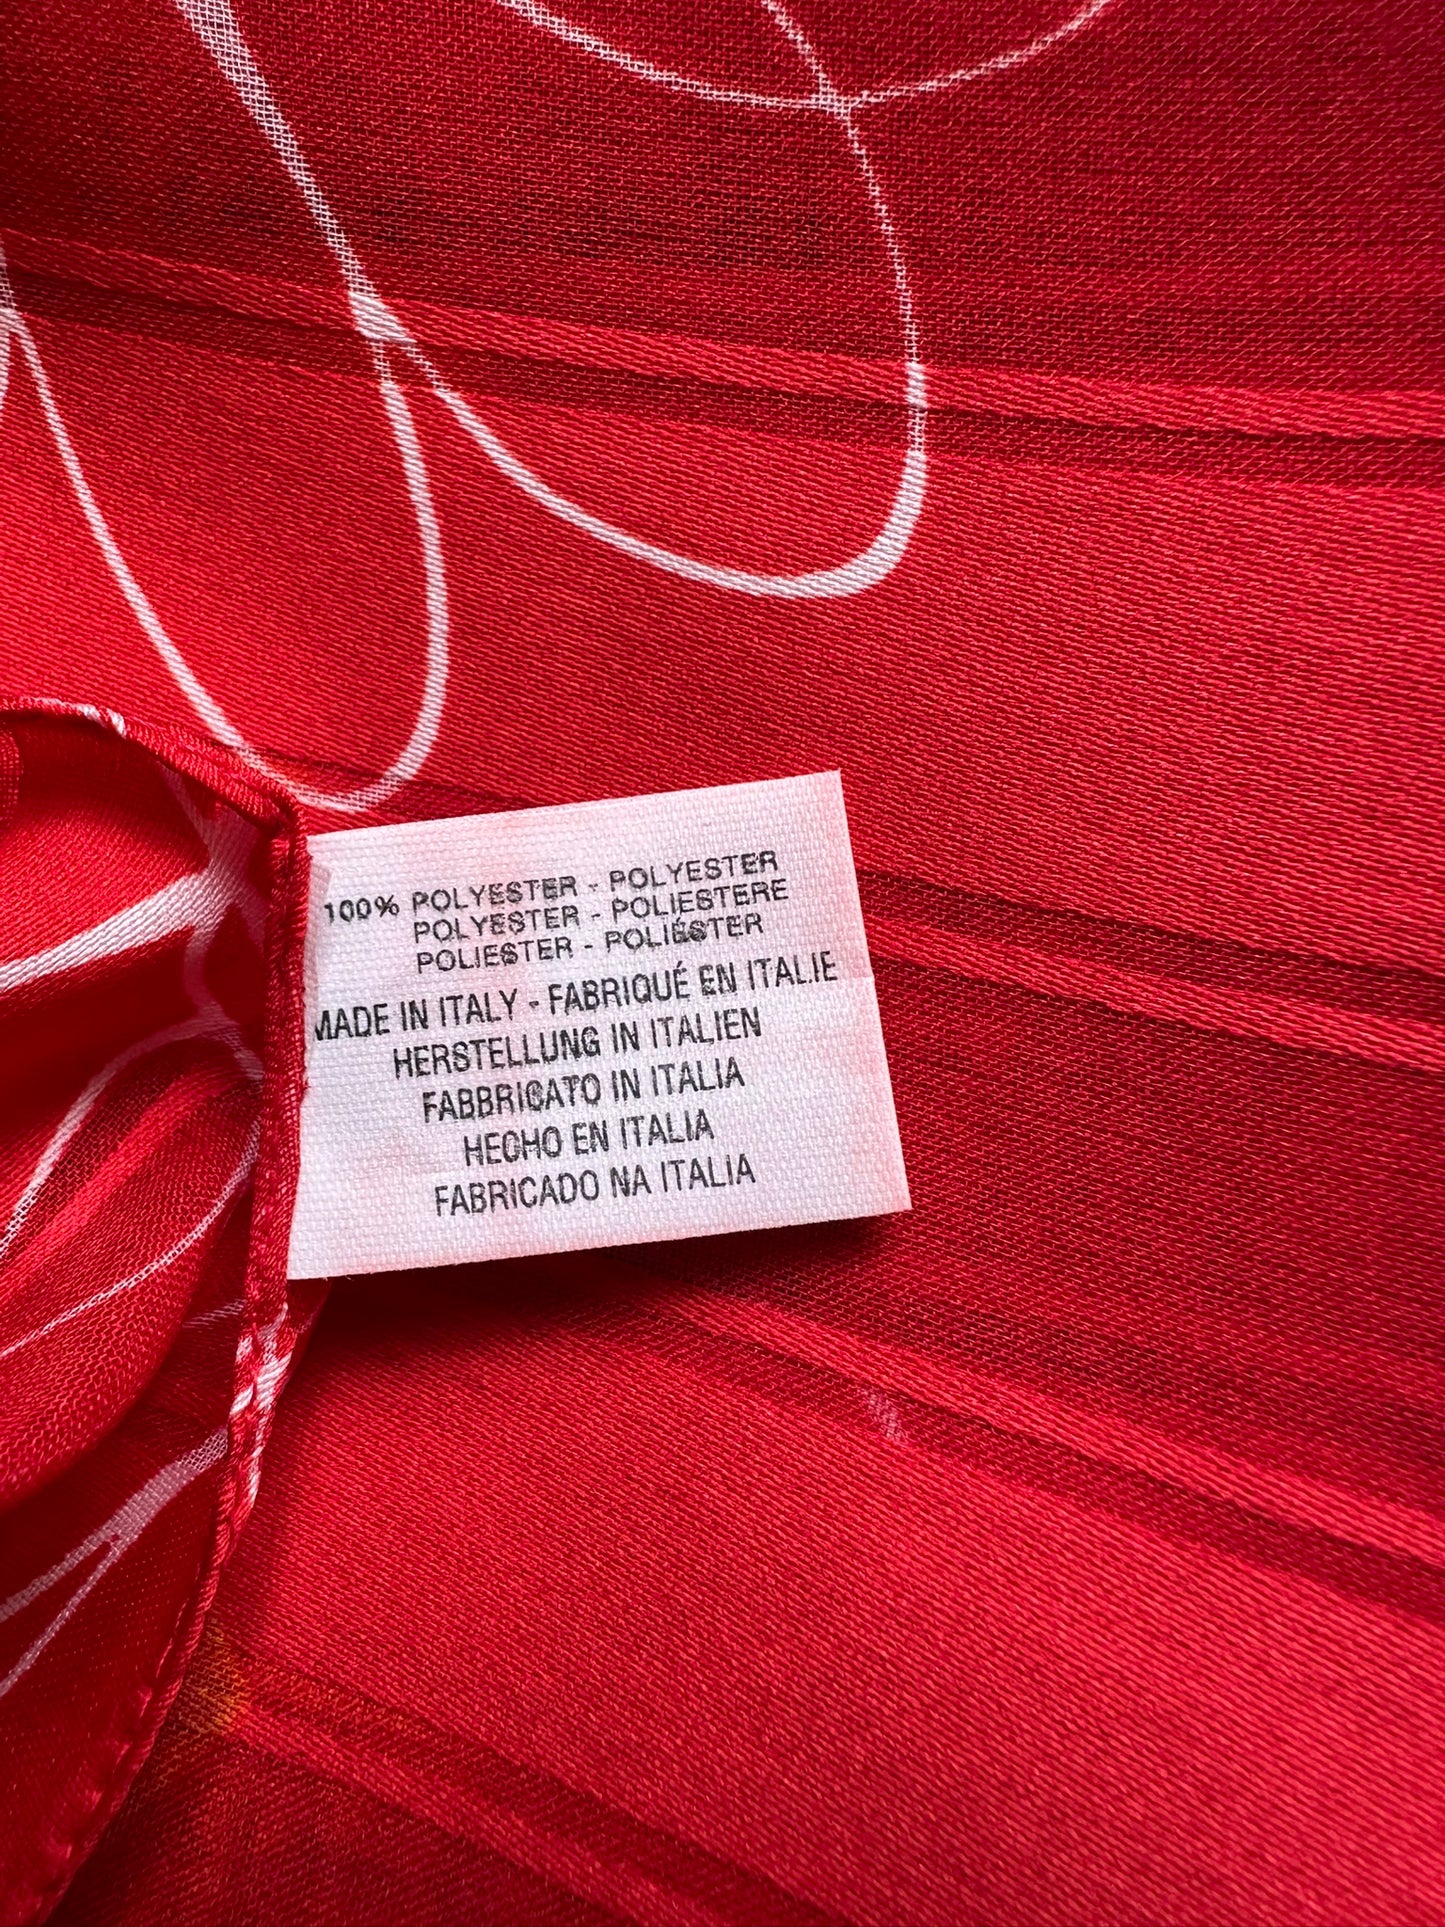 100% POLYESTER - POLYESTER
POLYESTER - POLIESTERE
POLIESTER - POLIÉSTER
MADE IN ITALY - FABRIQUÉ EN ITALIE
HERSTELLUNG IN ITALIEN
FABBRICATO IN ITALIA
HECHO EN ITALIA
FABRICADO NA ITALIA